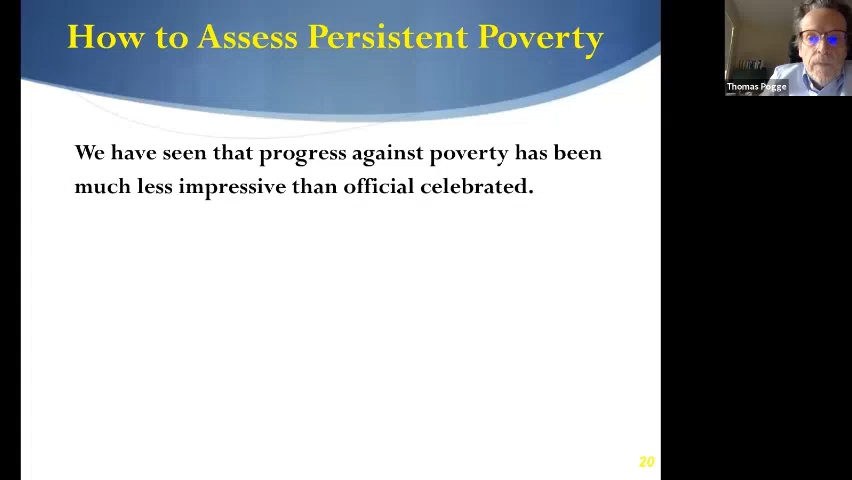 How to Assess Persistent Poverty
Thomas Pogge
We have seen that progress against poverty has been
much less impressive than official celebrated.
20